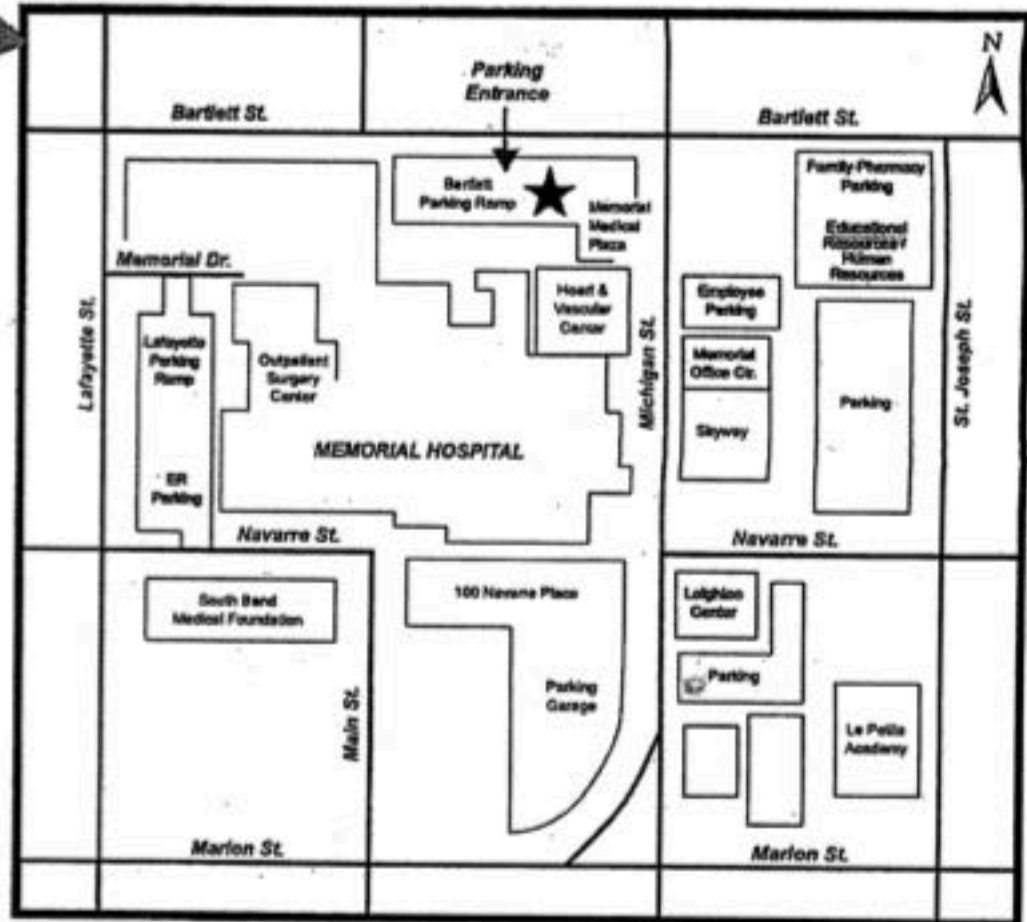 N
Parking
Entrance
Bartlett St.
Bartlett St.
Bartlett
Parking Ramp
Memorial
Medical
Plaza
Family-Pharmacy
Parking
Educational
Resources/
Human
Resources
Memorial Dr.
Heart &
Vascular
Center
Employee
Parking
Lafayette St.
Lafayette
Parking
Ramp
Outpatient
Surgery
Center
Michigan St.
Memorial
Office Ctr.
Parking
St. Joseph St.
Skyway
MEMORIAL HOSPITAL
ER
Parking
Navarre St.
Navarre St.
South Bend
Medical Foundation
100 Navarre Place
Leighton
Center
Parking
Parking
Garage
Main St.
Le Petite
Academy
Marion St.
Marion St.